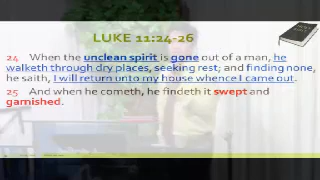 LUKE 11:24-26
24 When the unclean spirit is gone out of a man, he
walketh through dry places, seeking rest; and finding none,
he saith, I will return unto my house whence I came out.
25 And when he cometh, he findeth it swept and
garnished.